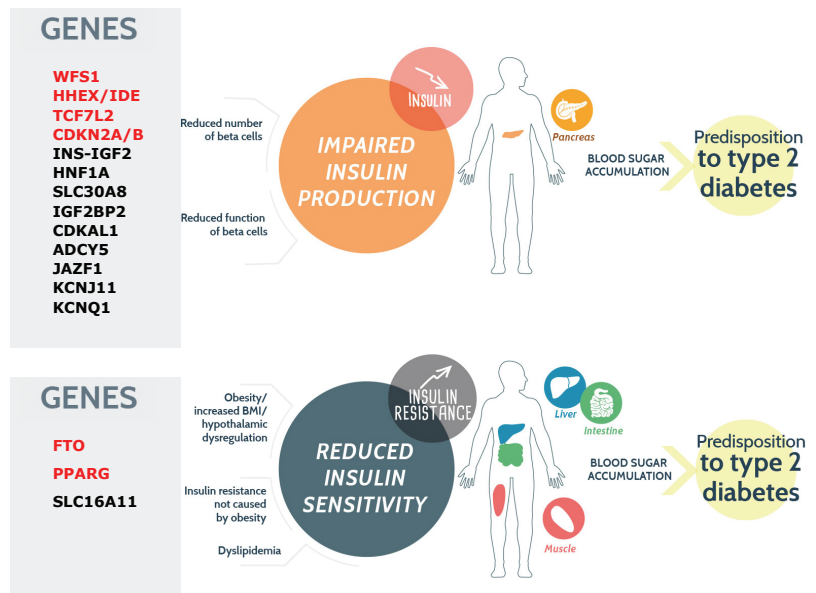 GENES
WFS1
HHEX/IDE
TCF7L2
CDKN2A/B
INS-IGF2
HNF1A
SLC30A8
IGF2BP2
CDKAL1
ADCY5
JAZF1
KCNJ11
KCNQ1
Reduced number
of beta cells
Reduced function
of beta cells
IMPAIRED
INSULIN
PRODUCTION
INSULIN
Pancreas
BLOOD SUGAR
ACCUMULATION
Predisposition
to type 2
diabetes
GENES
FTO
PPARG
SLC16A11
Obesity/
increased BMI/
hypothalamic
dysregulation
Insulin resistance
not caused
by obesity
Dyslipidemia
REDUCED
INSULIN
SENSITIVITY
INSULIN
RESISTANCE
Liver
Intestine
Muscle
BLOOD SUGAR
ACCUMULATION
Predisposition
to type 2
diabetes